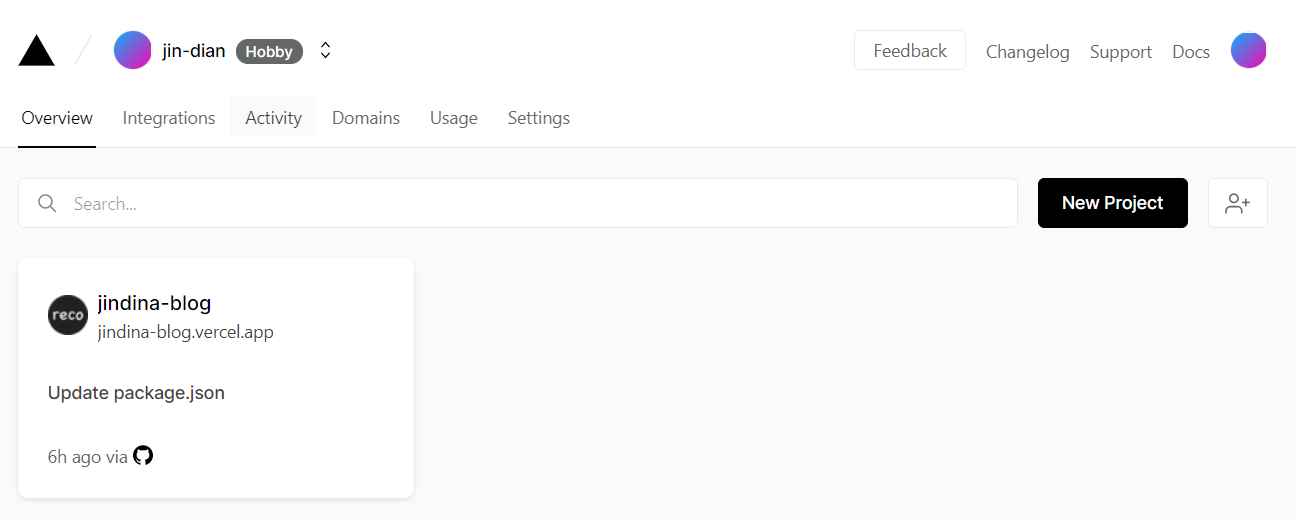 jin-dian Hobby Feedback Changelog Support Docs
Overview Integrations Activity Domains Usage Settings
Search... New Project
reco
jindina-blog
jindina-blog.vercel.app
Update package.json
6h ago via